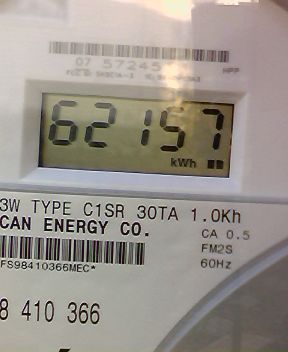 07 57245
62157
kWh
3W TYPE C1SR 30TA 1.0Kh
CAN ENERGY CO.
CA 0.5
FM2S
60Hz
FS98410366MEC*
8 410 366